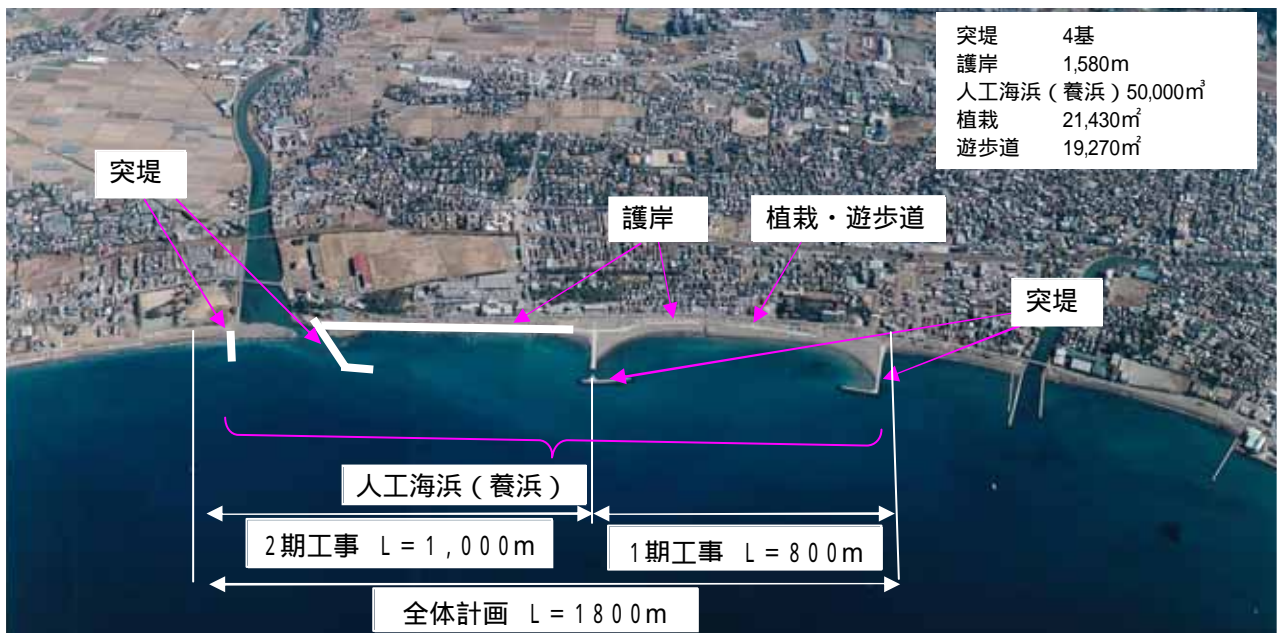 突堤 4基
護岸 1,580m
人工海浜(養浜)50,000㎥
植栽 21,430㎡
遊歩道 19,270㎡
突堤
護岸
植栽・遊歩道
突堤
人工海浜(養浜)
2期工事 L=1,000m
1期工事 L=800m
全体計画 L=1800m